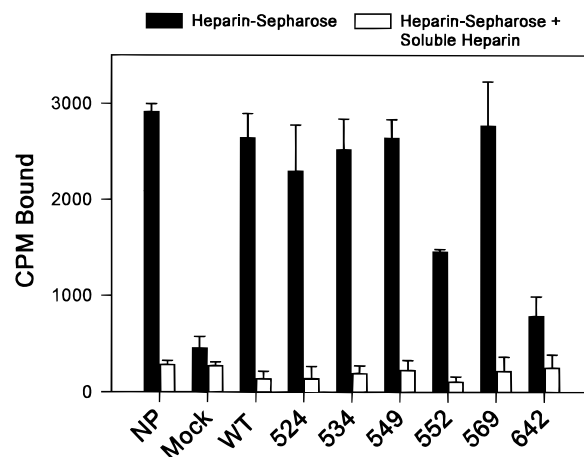 Heparin-Sepharose
Heparin-Sepharose +
Soluble Heparin
CPM Bound
3000
2000
1000
0
NP
Mock
WT
524
534
549
552
569
642